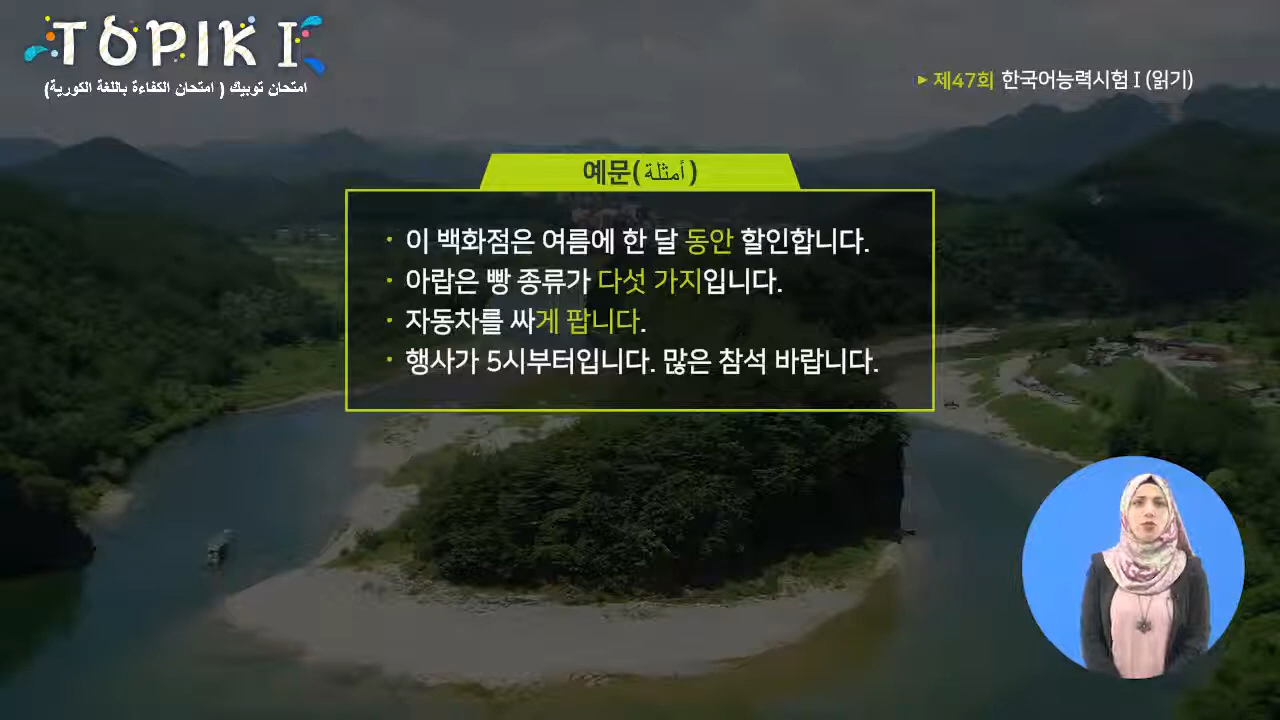 TOPIK I
امتحان توبيك ( امتحان الكفاءة باللغة الكورية)
▸ 제47회 한국어능력시험 I (읽기)
예문(أمثلة)
· 이 백화점은 여름에 한 달 동안 할인합니다.
· 아랍은 빵 종류가 다섯 가지입니다.
· 자동차를 싸게 팝니다.
· 행사가 5시부터입니다. 많은 참석 바랍니다.